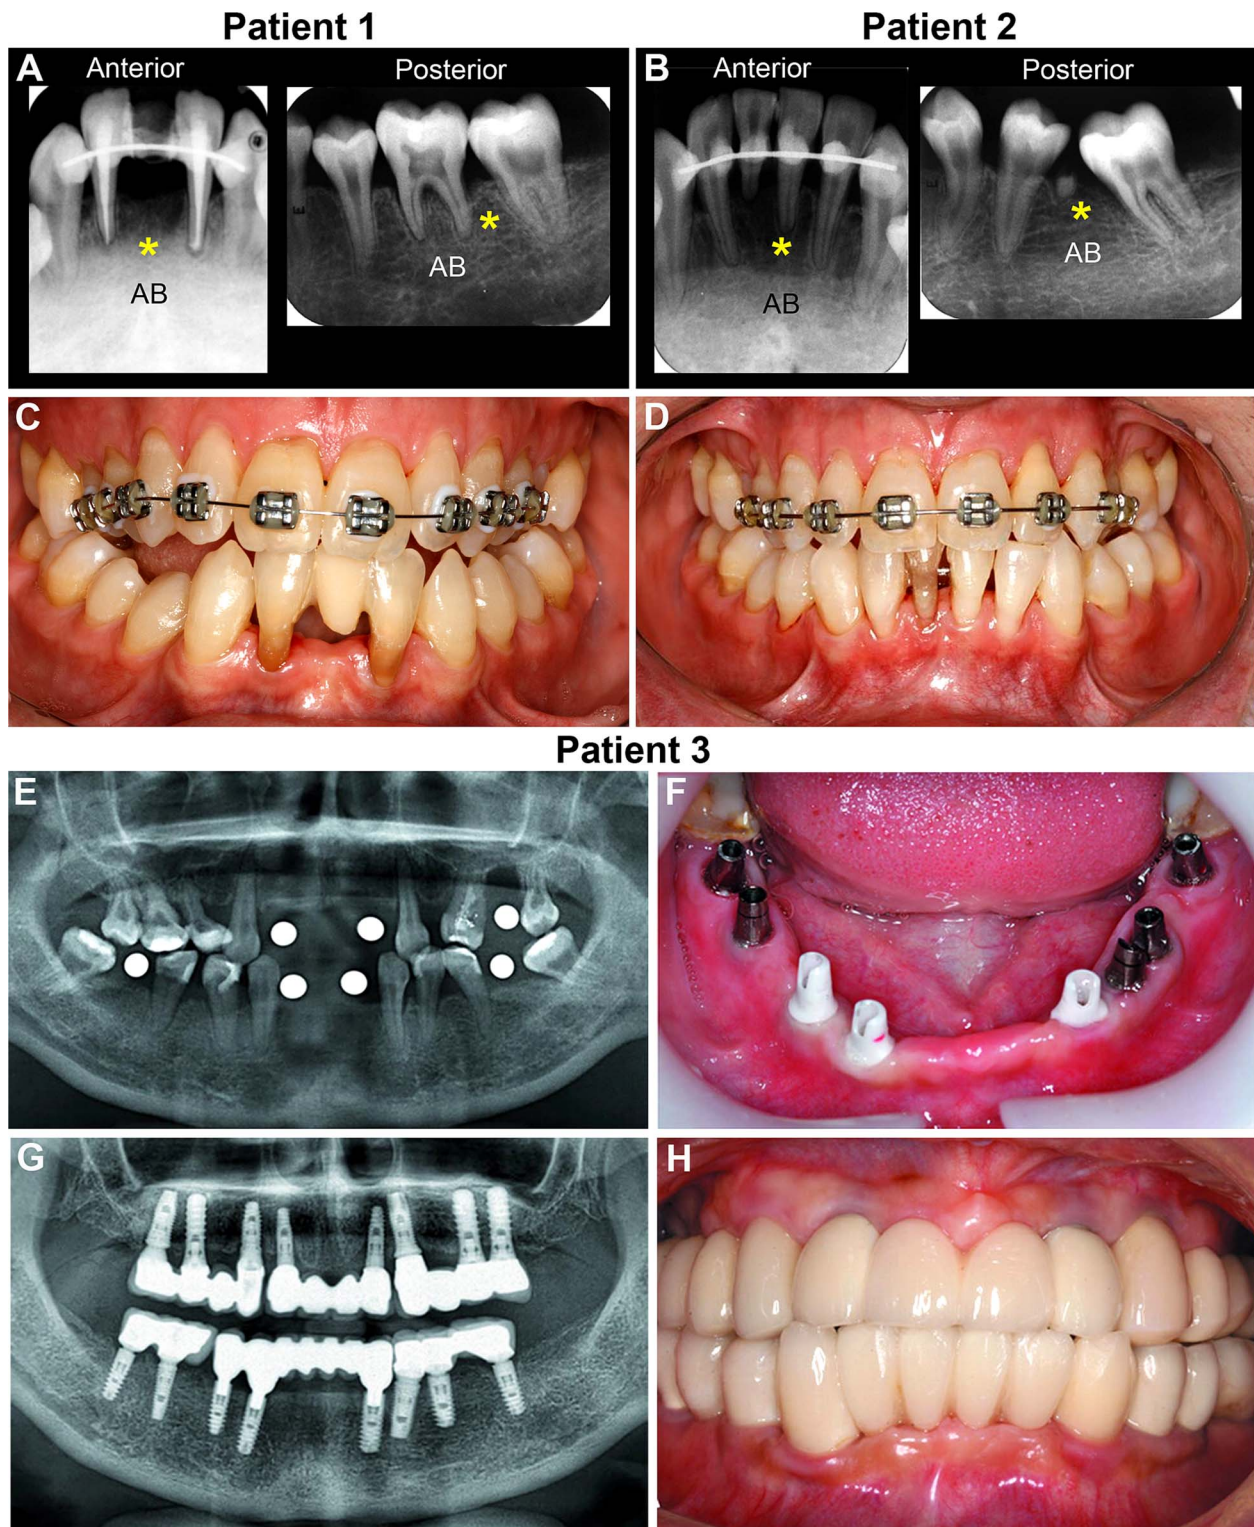 Patient 1
Patient 2
A
Anterior
Posterior
B
Anterior
Posterior
*
*
*
*
AB
AB
AB
AB
E
E
C
D
Patient 3
E
F
G
H